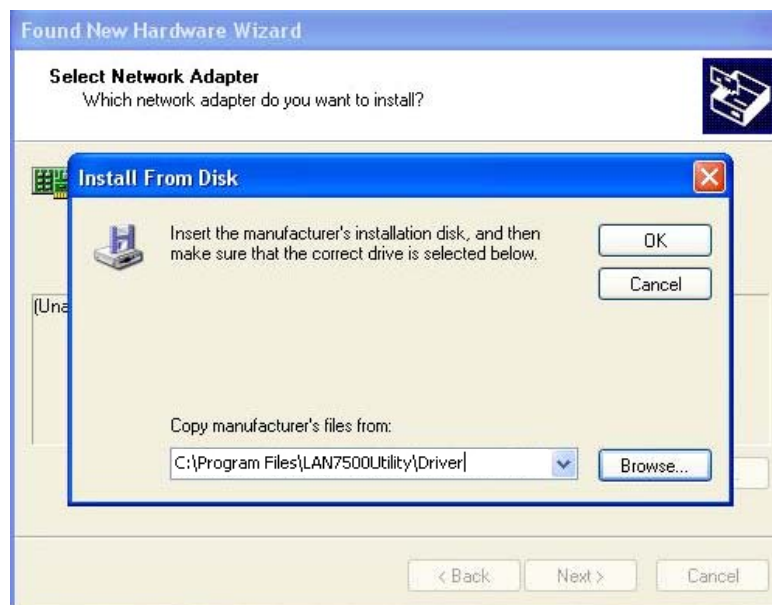 Found New Hardware Wizard
Select Network Adapter
Which network adapter do you want to install?
Install From Disk
Insert the manufacturer's installation disk, and then
make sure that the correct drive is selected below.
OK
Cancel
(Una
Copy manufacturer's files from:
C:\Program Files\LAN7500Utility\Driver
Browse...
< Back
Next >
Cancel